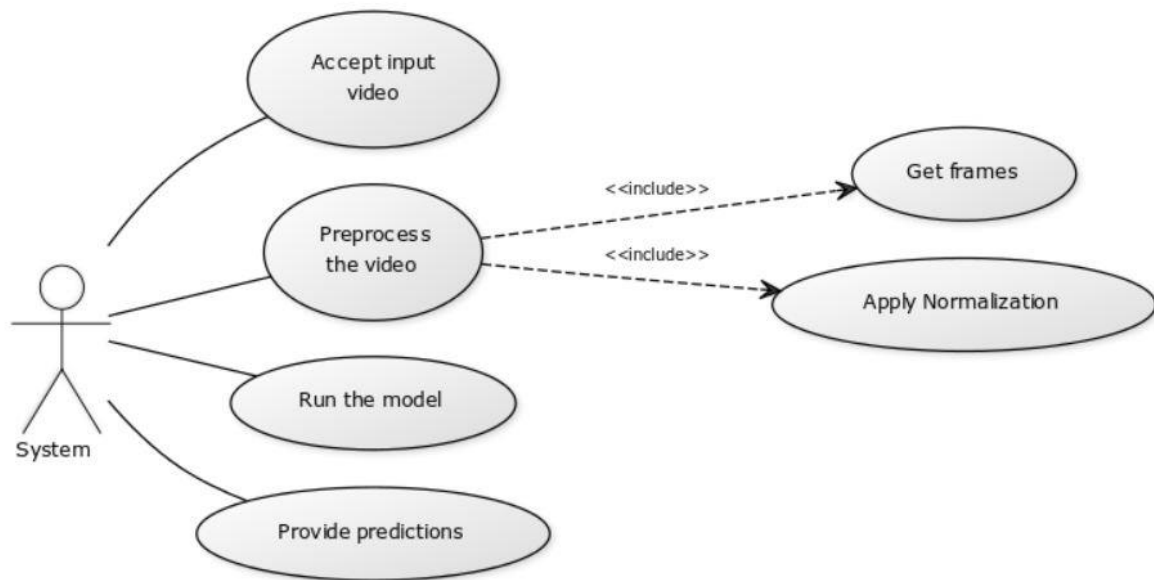 Accept input
video
Get frames
<<include>>
Preprocess
the video
<<include>>
Apply Normalization
Run the model
System
Provide predictions